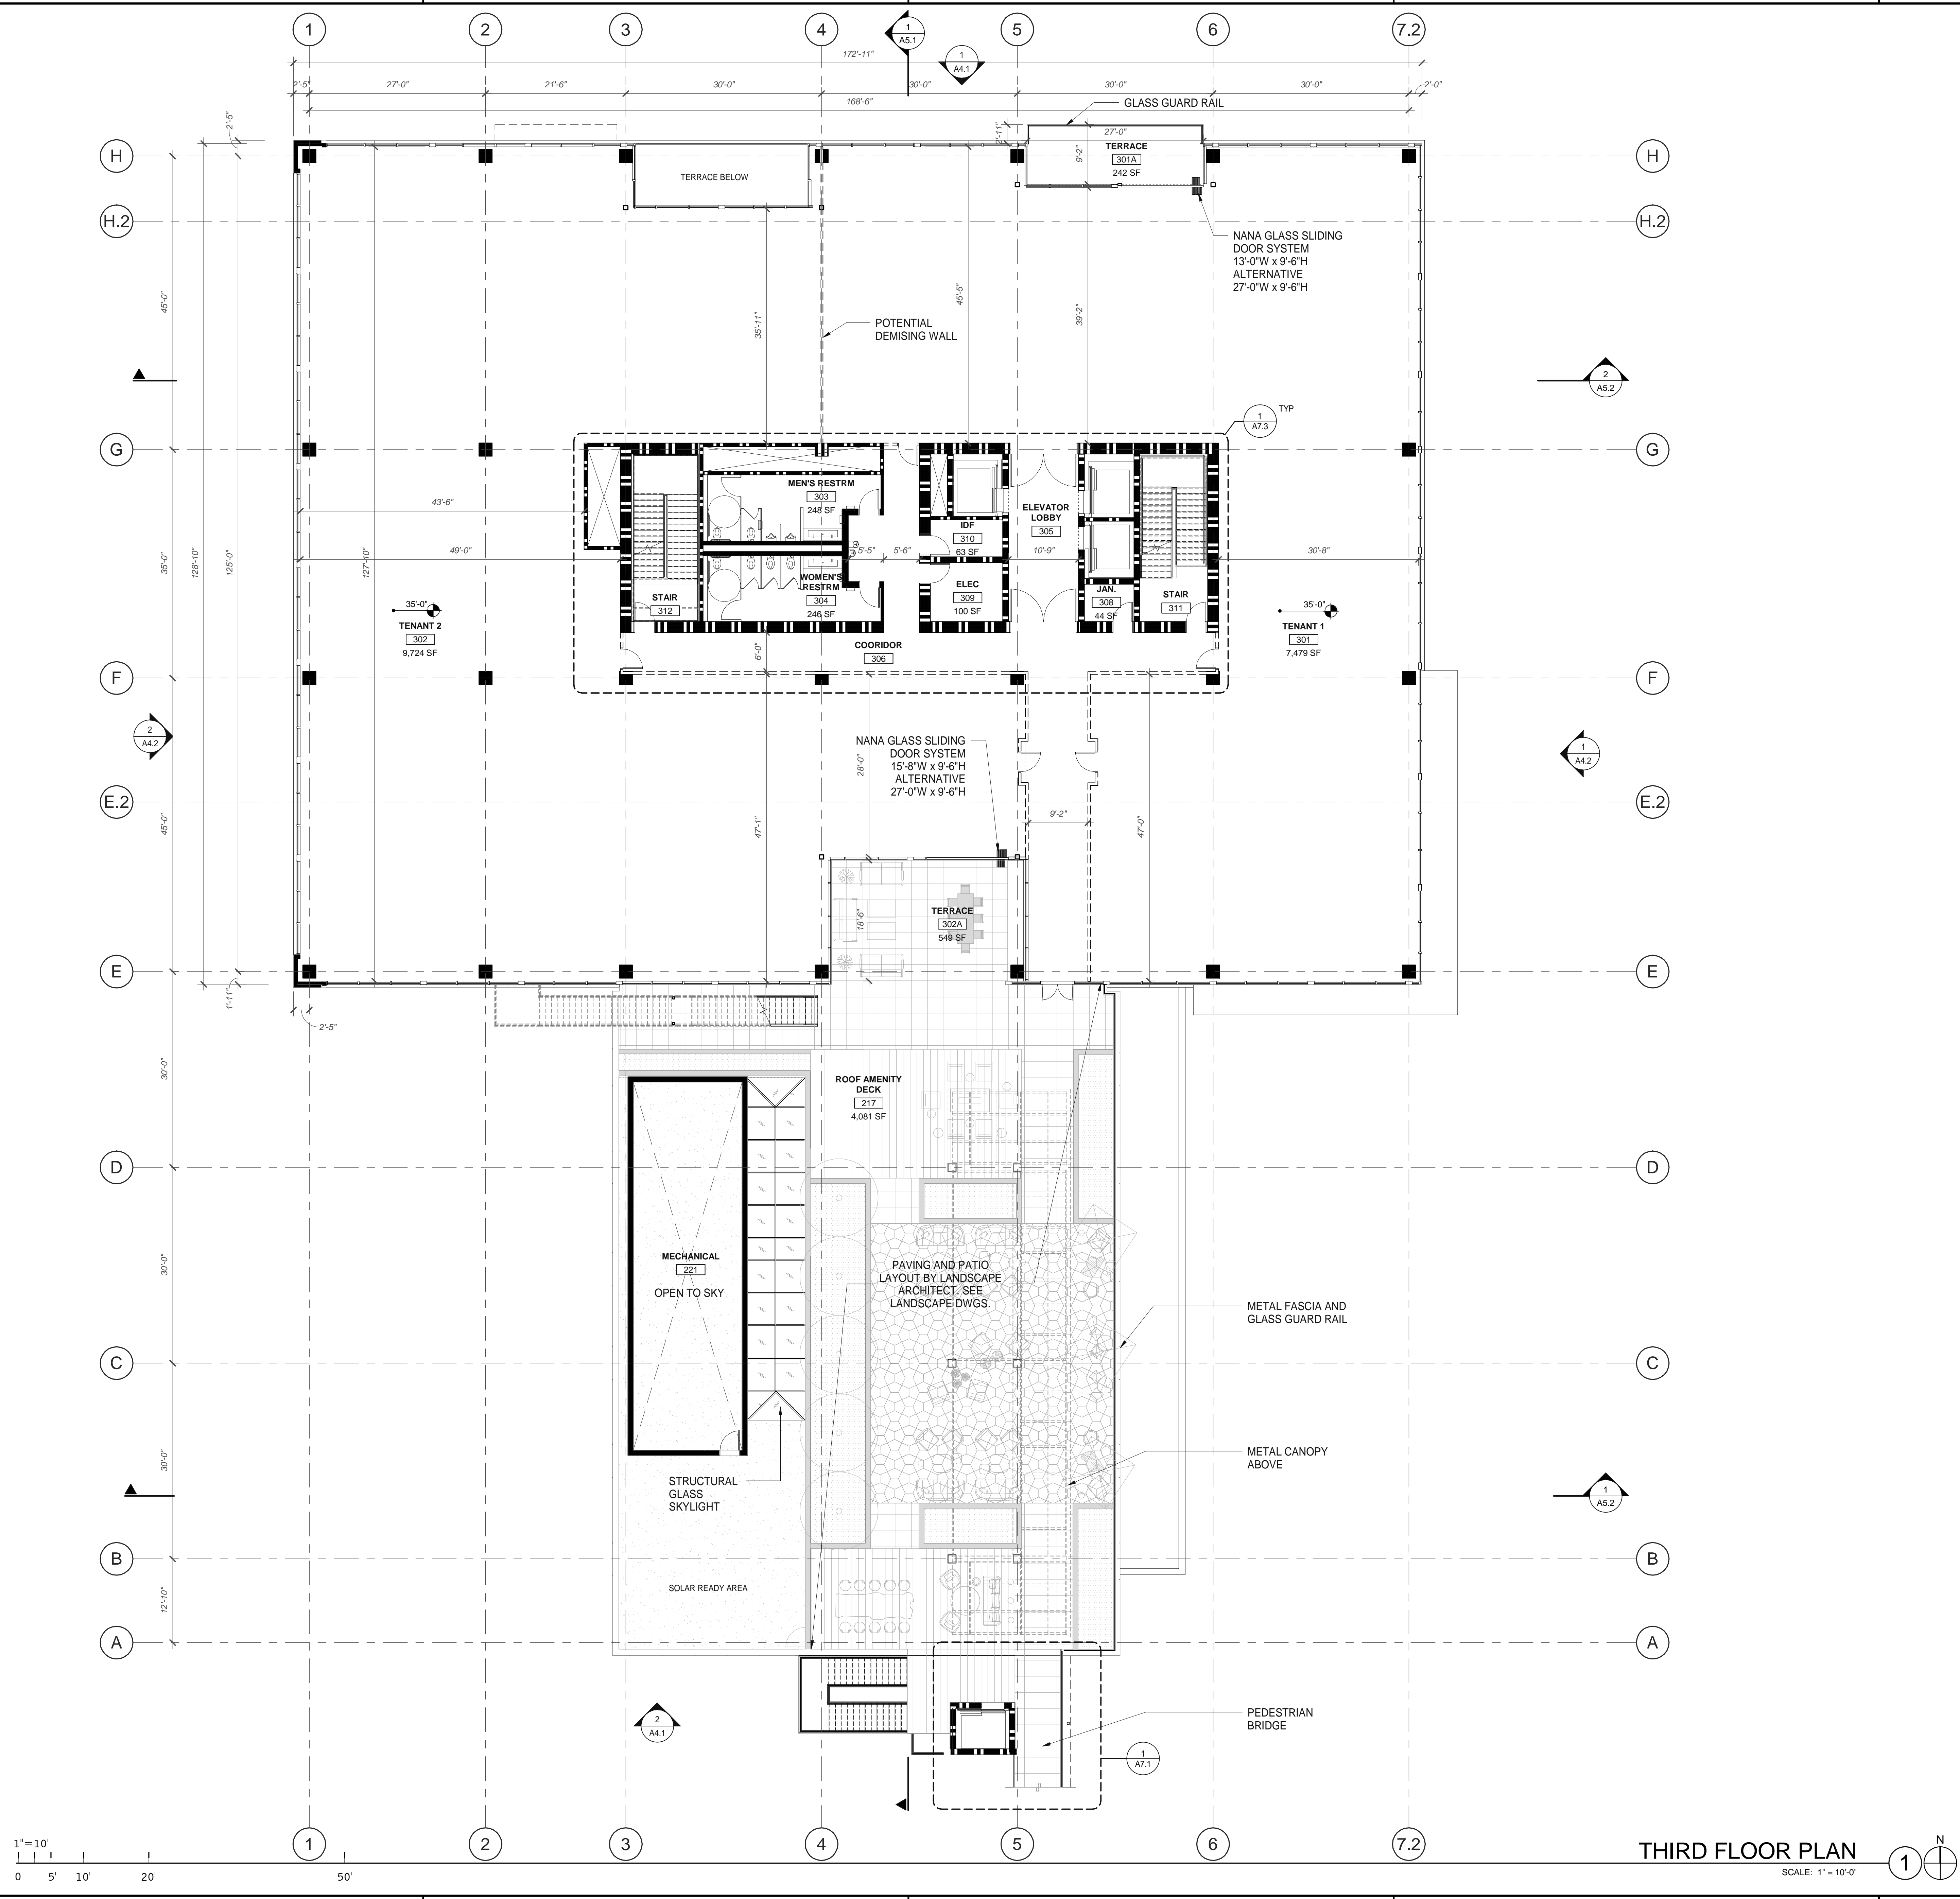 1
2
3
4
5
6
7.2
1
A5.1
1
A4.1
172'-11"
2'-5"
27'-0"
21'-6"
30'-0"
30'-0"
30'-0"
30'-0"
2'-0"
168'-6"
GLASS GUARD RAIL
2'-5"
2'-11"
27'-0"
H
TERRACE
301A
242 SF
9'-2"
H
TERRACE BELOW
H.2
H.2
NANA GLASS SLIDING
DOOR SYSTEM
13'-0"W x 9'-6"H
ALTERNATIVE
27'-0"W x 9'-6"H
45'-0"
35'-11"
45'-5"
39'-2"
POTENTIAL
DEMISING WALL
2
A5.2
1
A7.3
TYP
G
G
43'-6"
MEN'S RESTRM
303
248 SF
ELEVATOR
LOBBY
305
IDF
310
63 SF
35'-0"
128'-10"
125'-0"
127'-10"
49'-0"
5'-5"
5'-6"
10'-9"
30'-8"
WOMEN'S
RESTRM
304
246 SF
ELEC
309
100 SF
JAN.
308
44 SF
STAIR
312
STAIR
311
35'-0"
TENANT 2
302
9,724 SF
35'-0"
TENANT 1
301
7,479 SF
COORIDOR
306
6'-0"
F
F
2
A4.2
NANA GLASS SLIDING
DOOR SYSTEM
15'-8"W x 9'-6"H
ALTERNATIVE
27'-0"W x 9'-6"H
28'-0"
1
A4.2
E.2
E.2
45'-0"
47'-1"
9'-2"
47'-0"
TERRACE
302A
549 SF
18'-6"
E
E
1'-11"
2'-5"
30'-0"
ROOF AMENITY
DECK
217
4,081 SF
D
D
MECHANICAL
221
OPEN TO SKY
30'-0"
PAVING AND PATIO
LAYOUT BY LANDSCAPE
ARCHITECT. SEE
LANDSCAPE DWGS.
METAL FASCIA AND
GLASS GUARD RAIL
C
C
30'-0"
METAL CANOPY
ABOVE
STRUCTURAL
GLASS
SKYLIGHT
1
A5.2
B
B
12'-10"
SOLAR READY AREA
A
A
2
A4.1
PEDESTRIAN
BRIDGE
1
A7.1
1
2
3
4
5
6
7.2
1"=10'
0
5'
10'
20'
50'
THIRD FLOOR PLAN
SCALE: 1" = 10'-0"
1
N